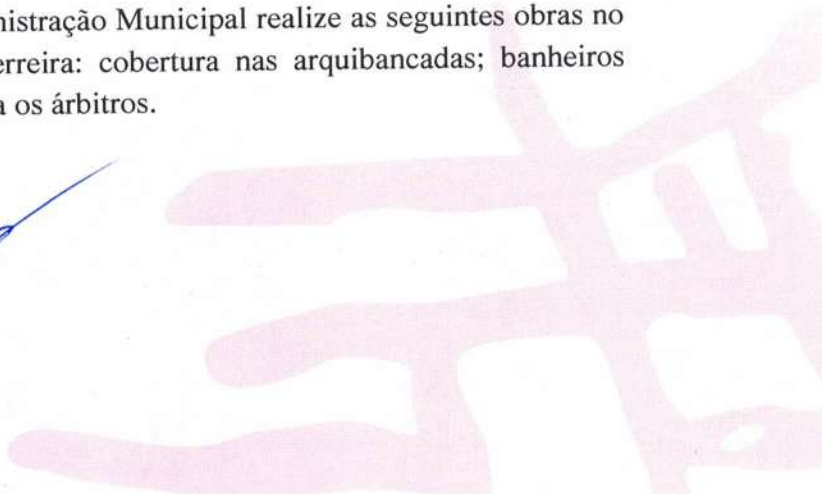 nistração Municipal realize as seguintes obras no
erreira: cobertura nas arquibancadas; banheiros
a os árbitros.